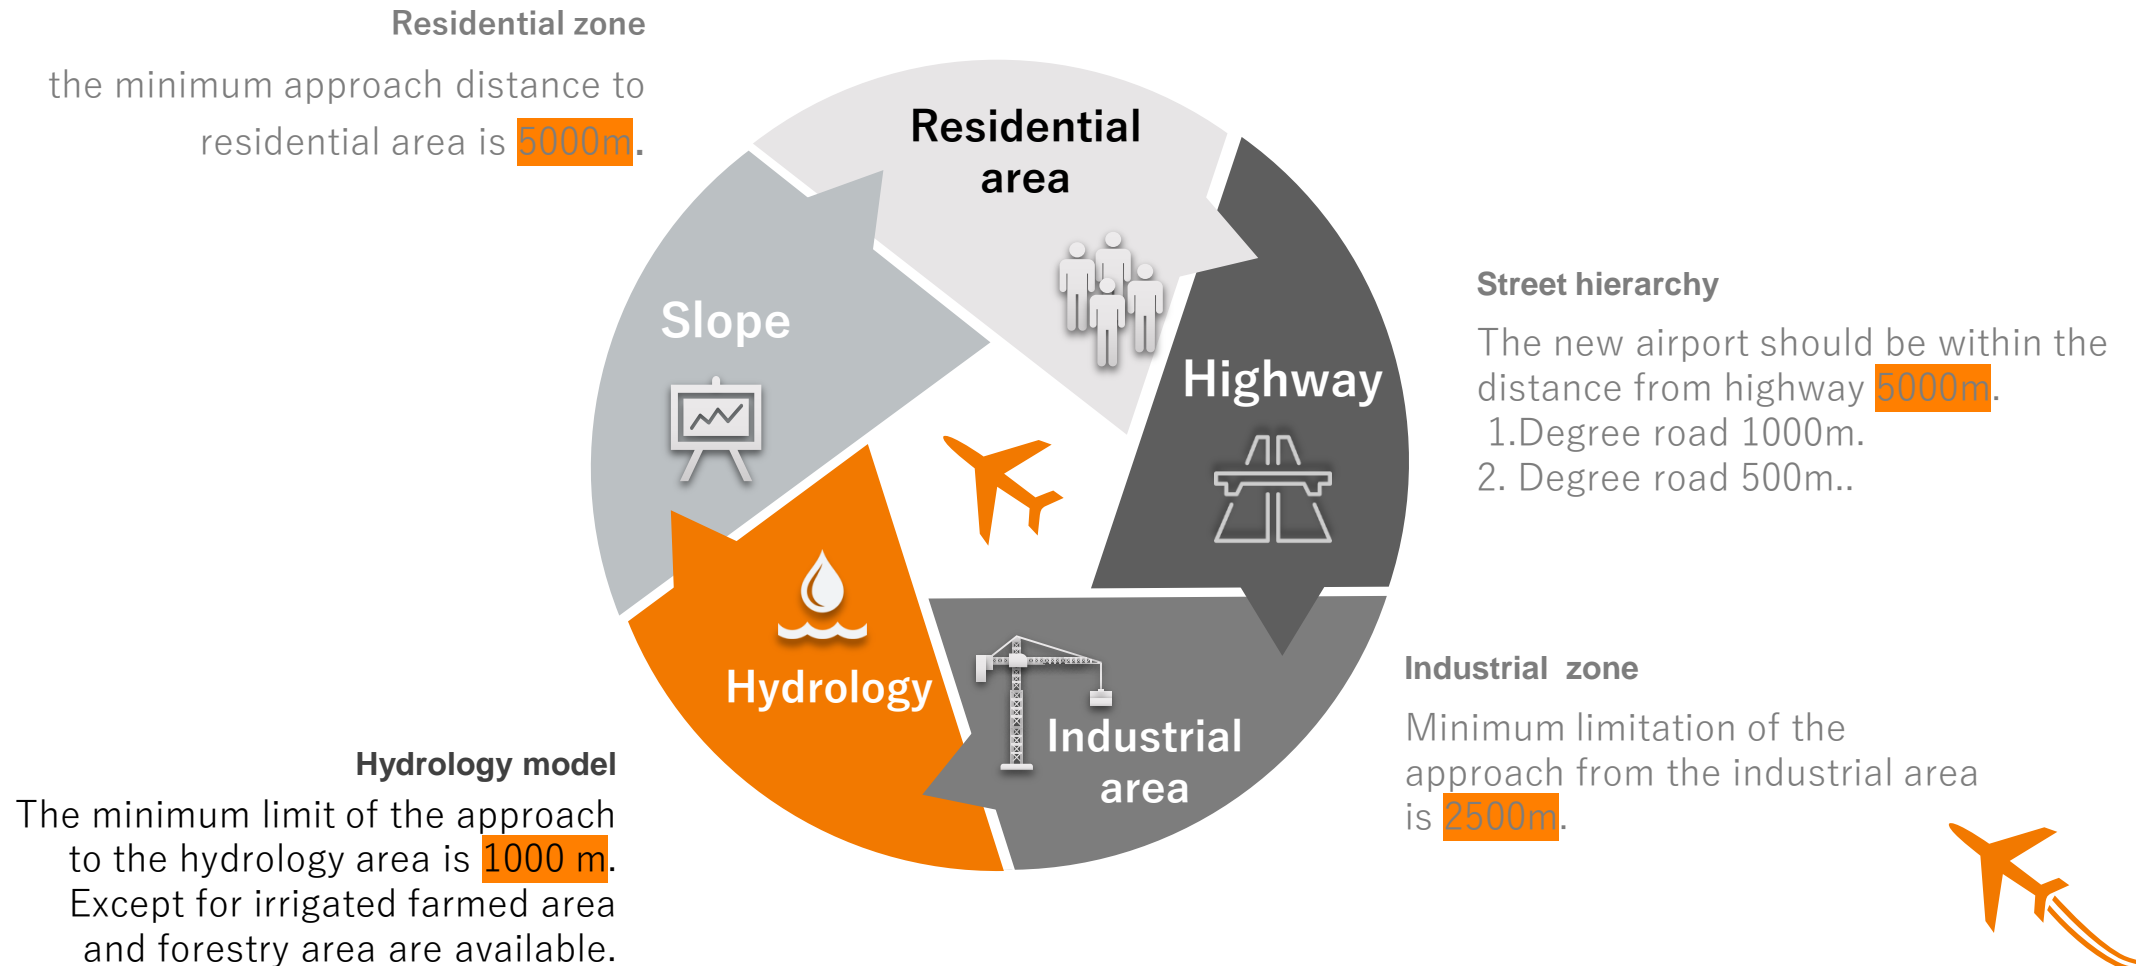 Residential zone
the minimum approach distance to
residential area is 5000m.
Residential
area
Slope
Highway
Hydrology
Industrial
area
Street hierarchy
The new airport should be within the
distance from highway 5000m.
1.Degree road 1000m.
2. Degree road 500m..
Industrial zone
Minimum limitation of the
approach from the industrial area
is 2500m.
Hydrology model
The minimum limit of the approach
to the hydrology area is 1000 m.
Except for irrigated farmed area
and forestry area are available.